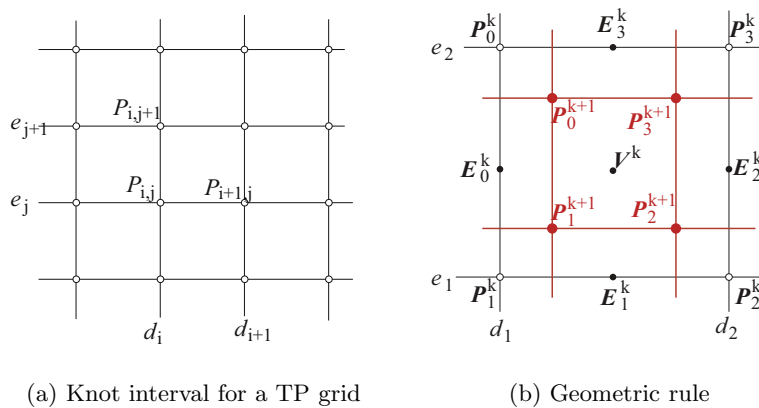 P_{i,j+1}
e_{j+1}
P_{i,j} P_{i+1,j}
e_j
d_i d_{i+1}
(a) Knot interval for a TP grid
P_0^k E_3^k P_3^k
e_2
P_0^{k+1} P_3^{k+1}
E_0^k V^k E_2^k
P_1^{k+1} P_2^{k+1}
e_1
P_1^k E_1^k P_2^k
d_1 d_2
(b) Geometric rule